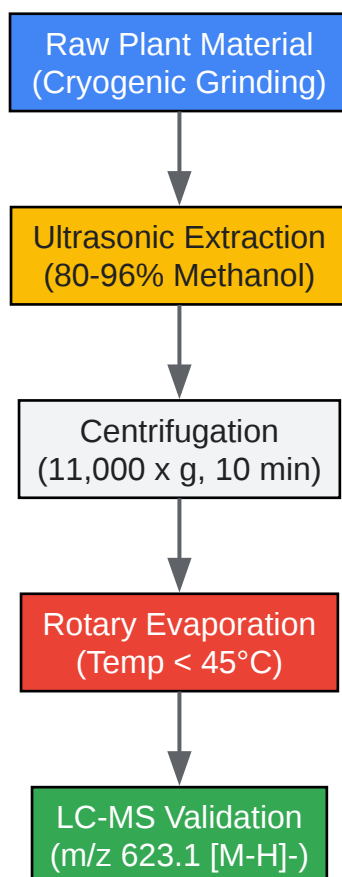 Raw Plant Material
(Cryogenic Grinding)
Ultrasonic Extraction
(80-96% Methanol)
Centrifugation
(11,000 x g, 10 min)
Rotary Evaporation
(Temp < 45°C)
LC-MS Validation
(m/z 623.1 [M-H]-)